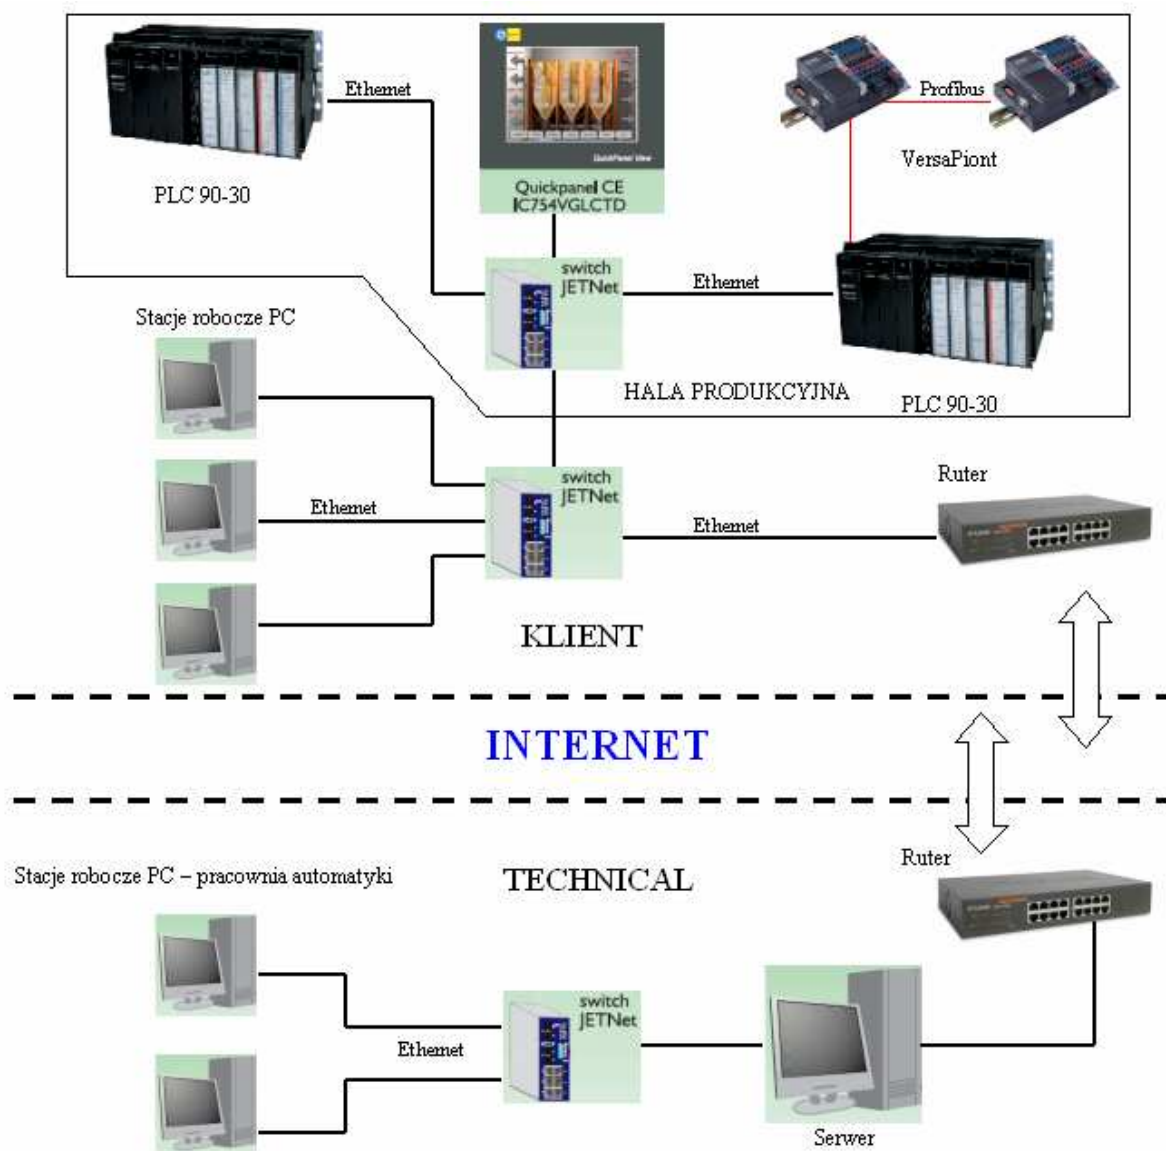 Ethernet
Profibus
QuickPanel View
VersaPiont
PLC 90-30
Quickpanel CE
IC754VGLCTD
switch
JETNet
Ethernet
Stacje robocze PC
HALA PRODUKCYJNA
PLC 90-30
switch
JETNet
Ruter
Ethernet
Ethernet
KLIENT
INTERNET
Ruter
Stacje robocze PC – pracownia automatyki
TECHNICAL
switch
JETNet
Ethernet
Serwer